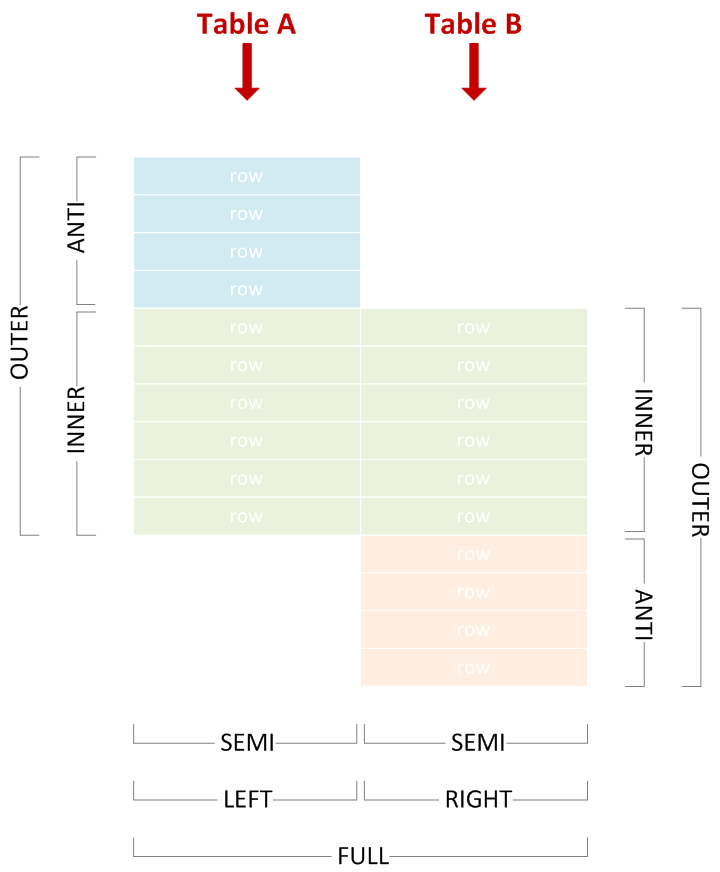 Table A
Table B
row
row
row
row
row row
row row
row row
row row
row row
row row
row
row
row
row
OUTER
ANTI
INNER
INNER
ANTI
OUTER
SEMI SEMI
LEFT RIGHT
FULL